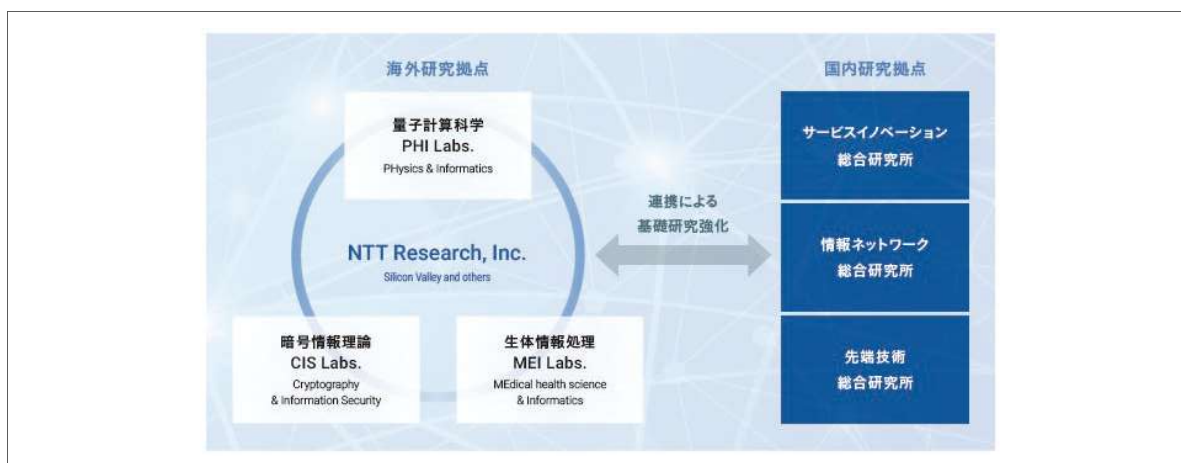 海外研究拠点
量子計算科学
PHI Labs.
PHysics & Informatics
NTT Research, Inc.
Silicon Valley and others
暗号情報理論
CIS Labs.
Cryptography
& Information Security
生体情報処理
MEI Labs.
MEdical health science
& Informatics
連携による
基礎研究強化
国内研究拠点
サービスイノベーション
総合研究所
情報ネットワーク
総合研究所
先端技術
総合研究所